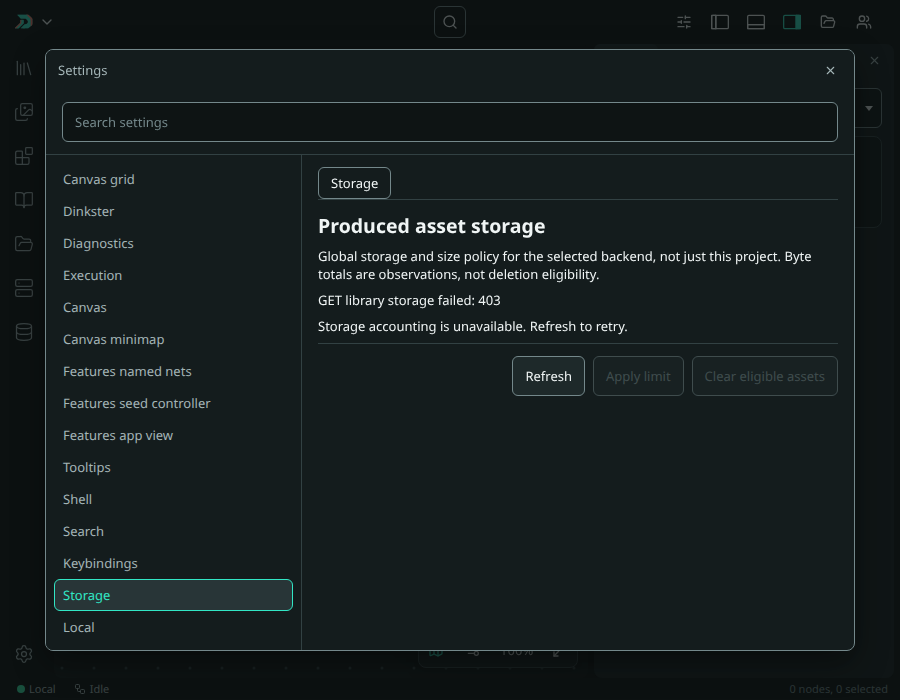 Settings
Search settings
Canvas grid
Dinkster
Diagnostics
Execution
Canvas
Canvas minimap
Features named nets
Features seed controller
Features app view
Tooltips
Shell
Search
Keybindings
Storage
Local
Storage
Produced asset storage
Global storage and size policy for the selected backend, not just this project. Byte
totals are observations, not deletion eligibility.
GET library storage failed: 403
Storage accounting is unavailable. Refresh to retry.
Refresh
Apply limit
Clear eligible assets
100%
Local
Idle
0 nodes, 0 selected